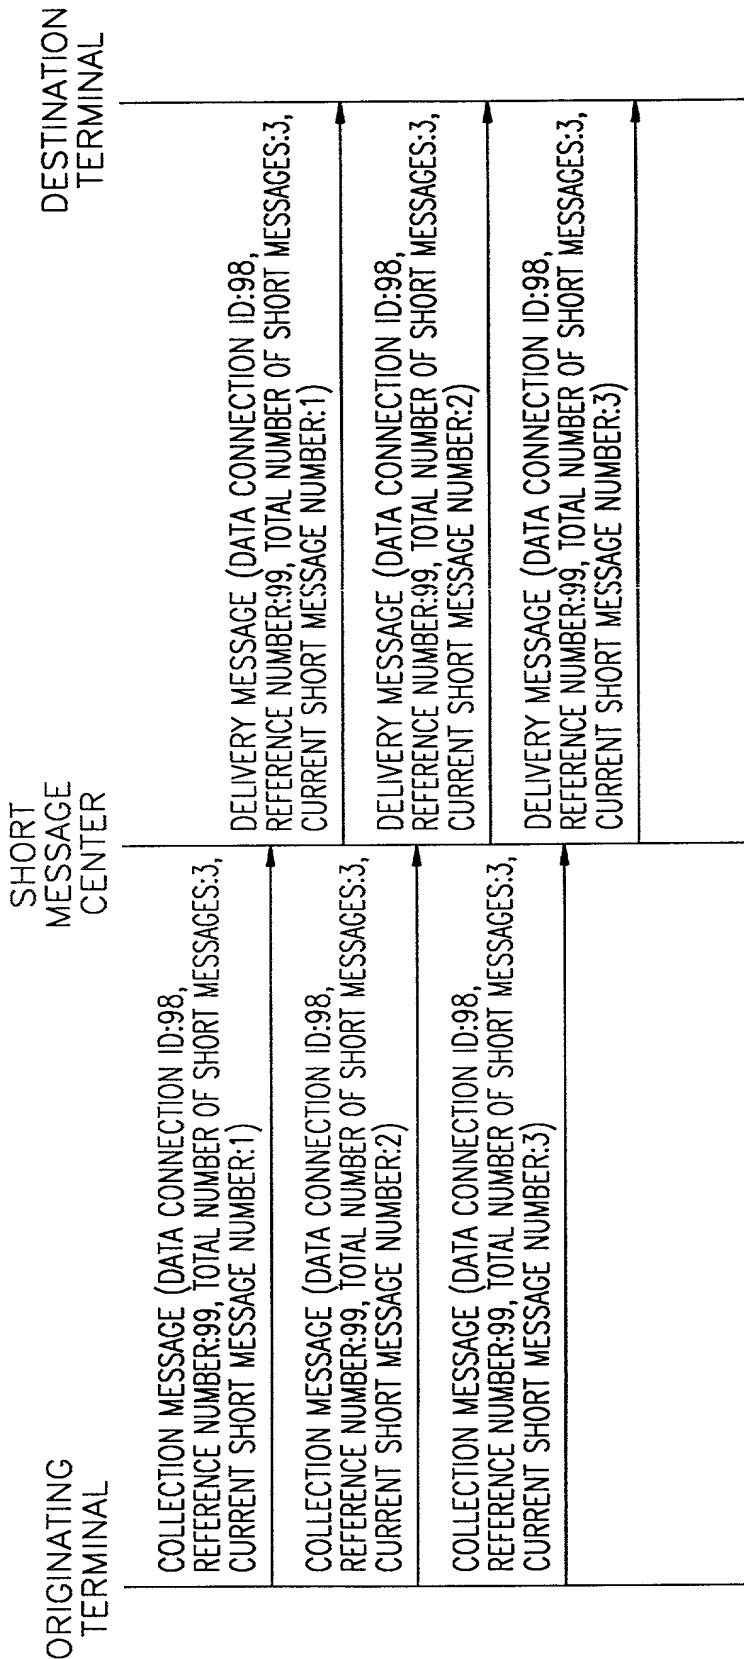 ORIGINATING
TERMINAL
SHORT
MESSAGE
CENTER
DESTINATION
TERMINAL
COLLECTION MESSAGE (DATA CONNECTION ID:98,
REFERENCE NUMBER:99, TOTAL NUMBER OF SHORT MESSAGES:3,
CURRENT SHORT MESSAGE NUMBER:1)
DELIVERY MESSAGE (DATA CONNECTION ID:98,
REFERENCE NUMBER:99, TOTAL NUMBER OF SHORT MESSAGES:3,
CURRENT SHORT MESSAGE NUMBER:1)
COLLECTION MESSAGE (DATA CONNECTION ID:98,
REFERENCE NUMBER:99, TOTAL NUMBER OF SHORT MESSAGES:3,
CURRENT SHORT MESSAGE NUMBER:2)
DELIVERY MESSAGE (DATA CONNECTION ID:98,
REFERENCE NUMBER:99, TOTAL NUMBER OF SHORT MESSAGES:3,
CURRENT SHORT MESSAGE NUMBER:2)
COLLECTION MESSAGE (DATA CONNECTION ID:98,
REFERENCE NUMBER:99, TOTAL NUMBER OF SHORT MESSAGES:3,
CURRENT SHORT MESSAGE NUMBER:3)
DELIVERY MESSAGE (DATA CONNECTION ID:98,
REFERENCE NUMBER:99, TOTAL NUMBER OF SHORT MESSAGES:3,
CURRENT SHORT MESSAGE NUMBER:3)